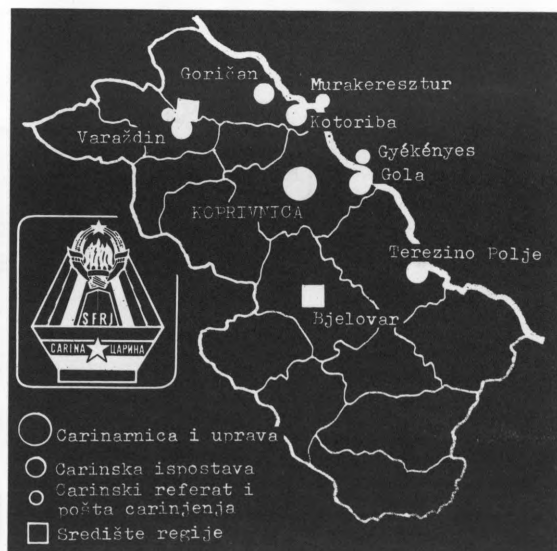 Goričan
Murakeresztur
Kotoriba
Varaždin
Gyékényes
Gola
KOPRIVNICA
Terezino Polje
Bjelovar
SFRJ
CARINA ЦАРИНА
Carinarnica i uprava
Carinska ispostava
Carinski referat i
pošta carinjenja
Središte regije